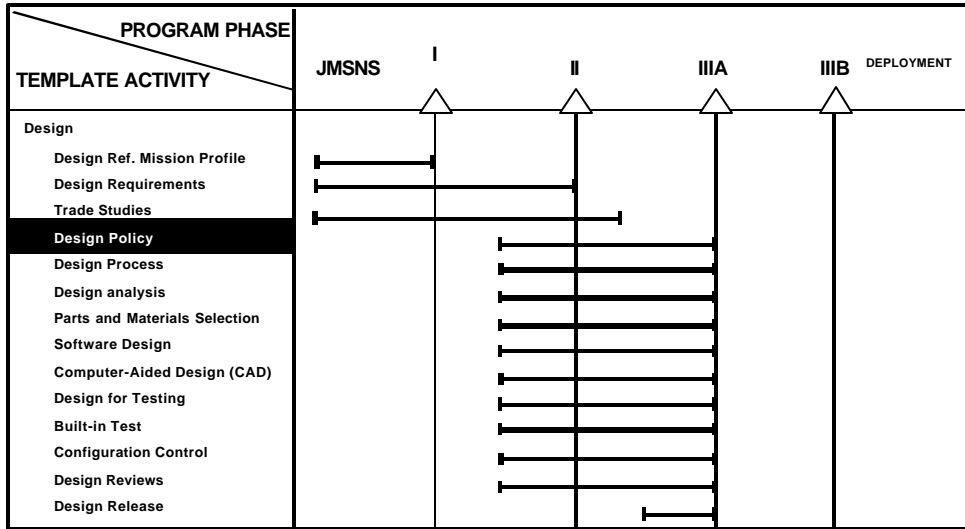 PROGRAM PHASE
TEMPLATE ACTIVITY
JMSNS
I
II
IIIA
IIIB
DEPLOYMENT
Design
Design Ref. Mission Profile
Design Requirements
Trade Studies
Design Policy
Design Process
Design analysis
Parts and Materials Selection
Software Design
Computer-Aided Design (CAD)
Design for Testing
Built-in Test
Configuration Control
Design Reviews
Design Release